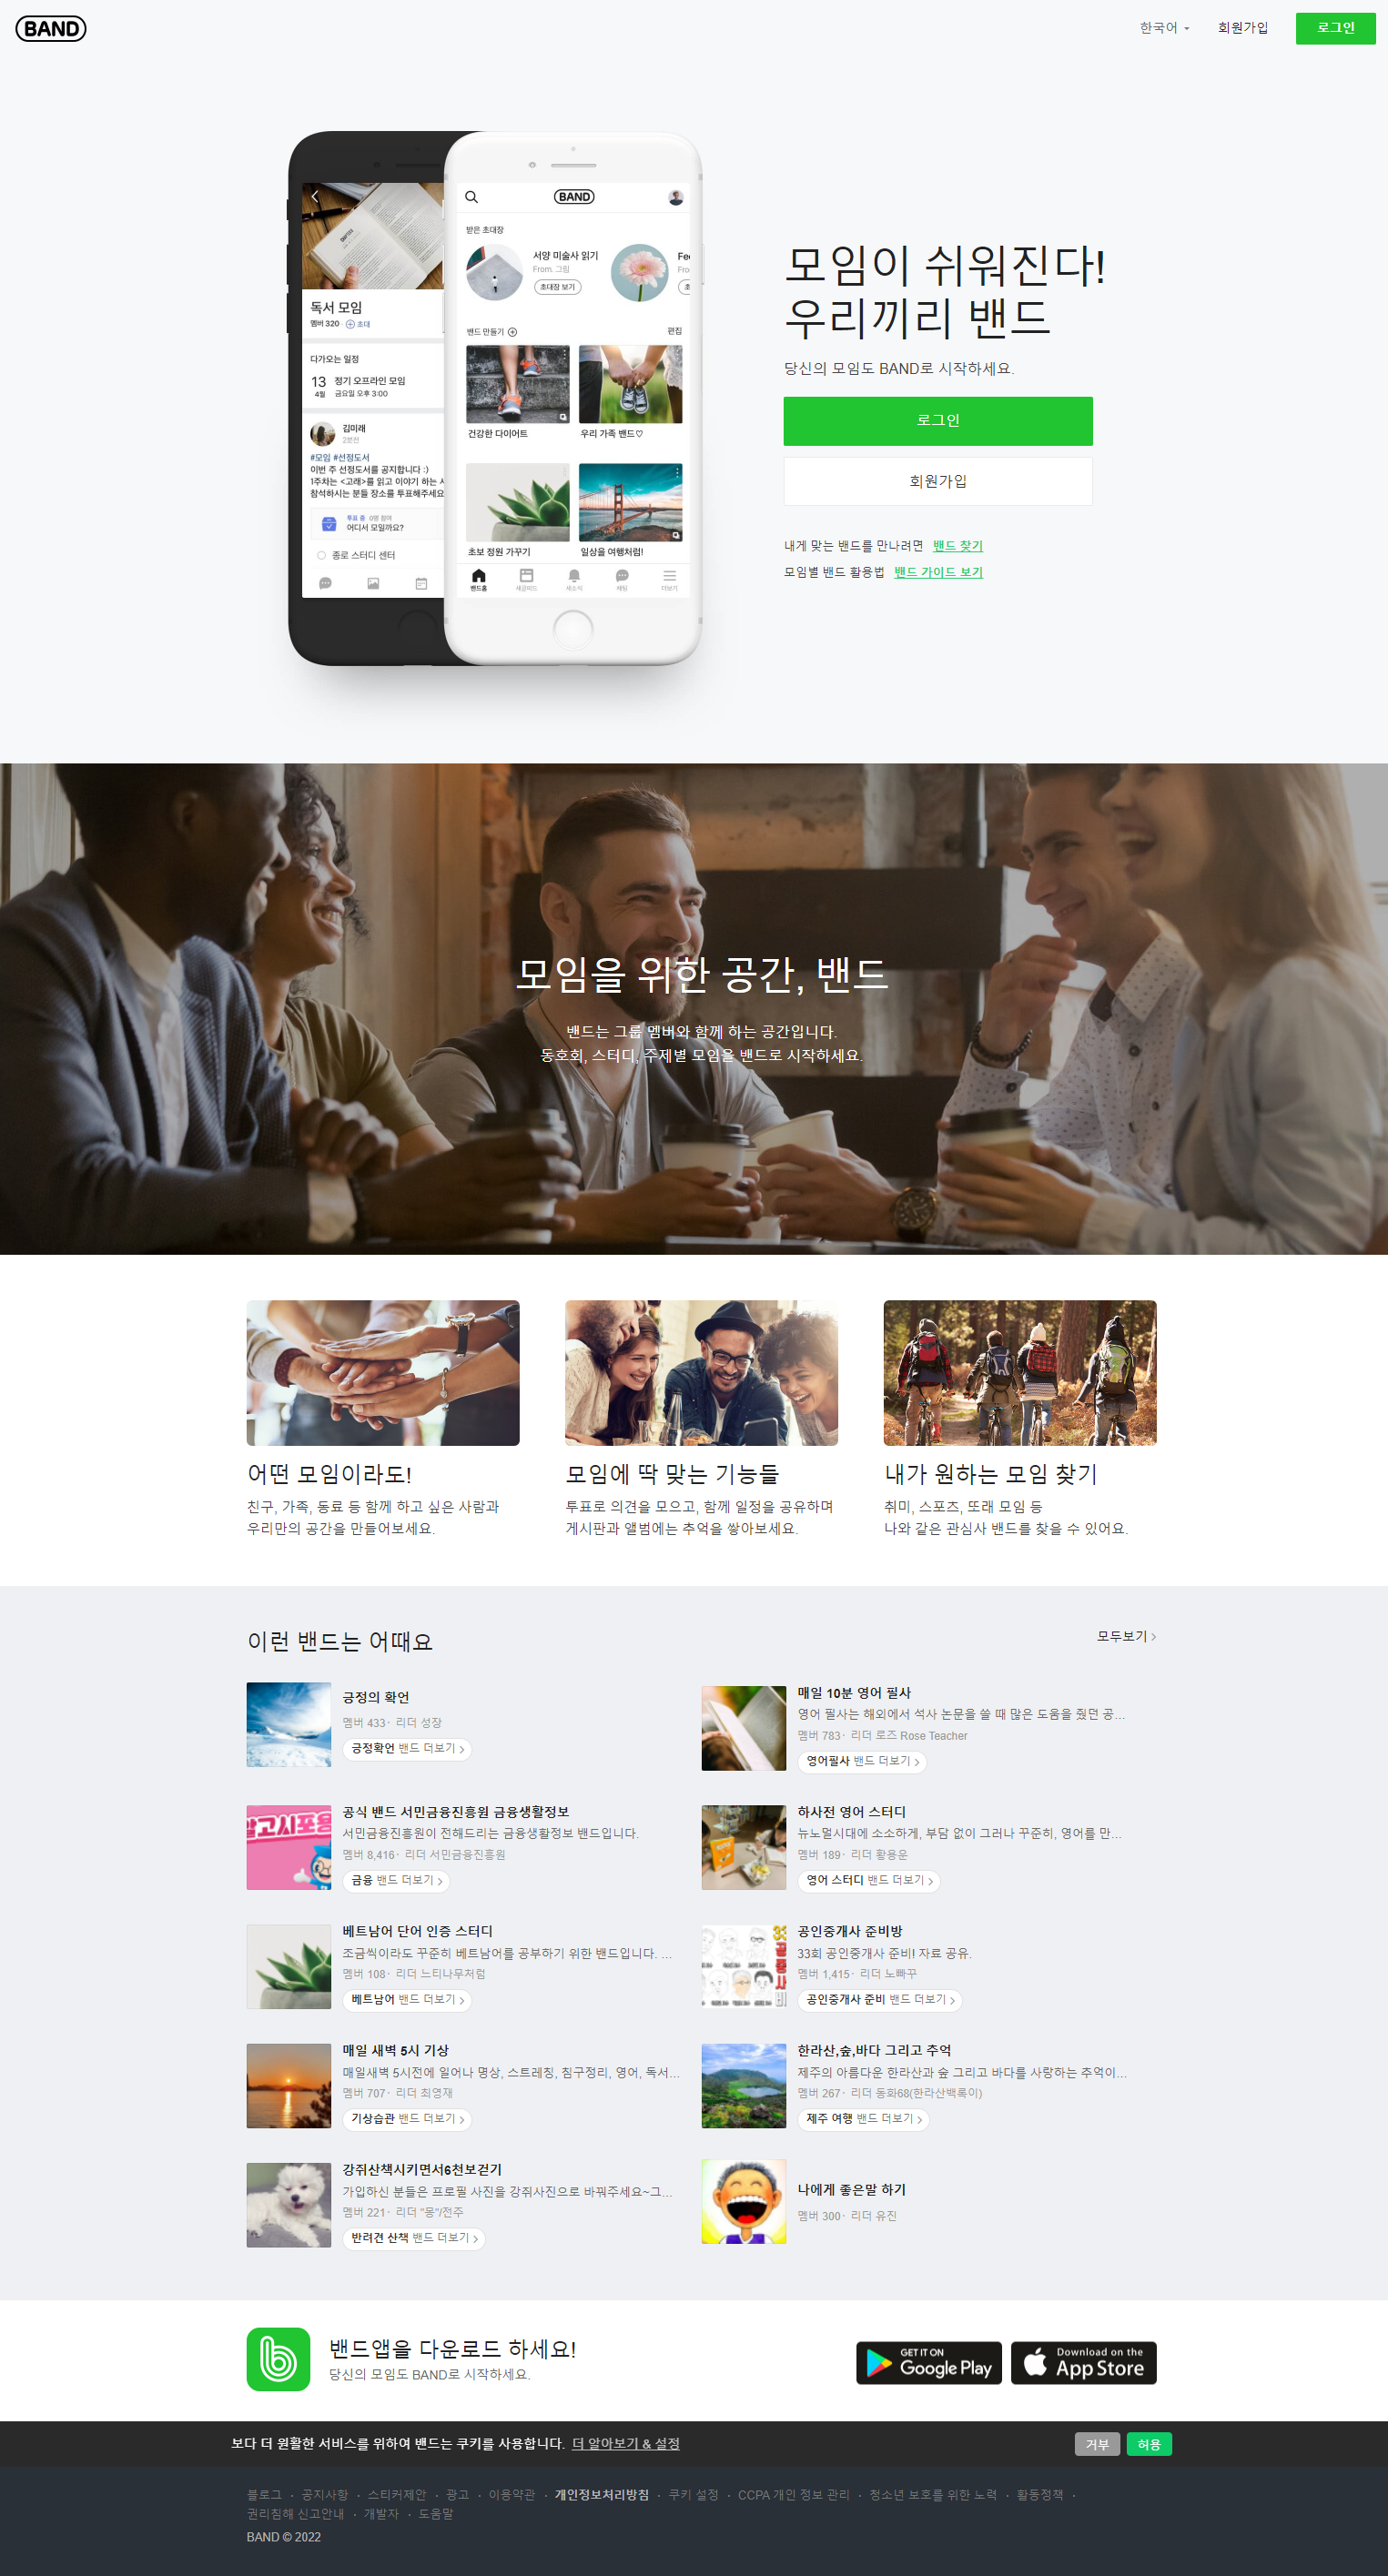 BAND
한국어
회원가입
로그인
독서 모임
멤버 320 · 초대
다가오는 일정
13 정기 오프라인 모임
4월 금요일 오후 3:00
김미래
2분전
#모임 #선정도서
이번 주 선정도서를 공지합니다 :)
1주차는 <고래>를 읽고 이야기 하는 시
참석하시는 분들 장소를 투표해주세요
투표 중 0명 참여
어디서 모일까요?
종로 스터디 센터
BAND
받은 초대장
서양 미술사 읽기
From. 그림
초대장 보기
밴드 만들기
편집
건강한 다이어트
우리 가족 밴드♡
초보 정원 가꾸기
일상을 여행처럼!
밴드홈
새소식
채팅
더보기
모임이 쉬워진다!
우리끼리 밴드
당신의 모임도 BAND로 시작하세요.
로그인
회원가입
내게 맞는 밴드를 만나려면 밴드 찾기
모임별 밴드 활용법 밴드 가이드 보기
모임을 위한 공간, 밴드
밴드는 그룹 멤버와 함께 하는 공간입니다.
동호회, 스터디, 주제별 모임을 밴드로 시작하세요.
어떤 모임이라도!
친구, 가족, 동료 등 함께 하고 싶은 사람과
우리만의 공간을 만들어보세요.
모임에 딱 맞는 기능들
투표로 의견을 모으고, 함께 일정을 공유하며
게시판과 앨범에는 추억을 쌓아보세요.
내가 원하는 모임 찾기
취미, 스포츠, 또래 모임 등
나와 같은 관심사 밴드를 찾을 수 있어요.
이런 밴드는 어때요
모두보기
긍정의 확언
멤버 433 · 리더 성장
긍정확언 밴드 더보기
매일 10분 영어 필사
영어 필사는 해외에서 석사 논문을 쓸 때 많은 도움을 줬던 공...
멤버 783 · 리더 로즈 Rose Teacher
영어필사 밴드 더보기
공식 밴드 서민금융진흥원 금융생활정보
서민금융진흥원이 전해드리는 금융생활정보 밴드입니다.
멤버 8,416 · 리더 서민금융진흥원
금융 밴드 더보기
하사전 영어 스터디
뉴노멀시대에 소소하게, 부담 없이 그러나 꾸준히, 영어를 만...
멤버 189 · 리더 황용운
영어 스터디 밴드 더보기
베트남어 단어 인증 스터디
조금씩이라도 꾸준히 베트남어를 공부하기 위한 밴드입니다. ...
멤버 108 · 리더 느티나무처럼
베트남어 밴드 더보기
공인중개사 준비방
33회 공인중개사 준비! 자료 공유.
멤버 1,415 · 리더 노빠꾸
공인중개사 준비 밴드 더보기
매일 새벽 5시 기상
매일새벽 5시전에 일어나 명상, 스트레칭, 침구정리, 영어, 독서...
멤버 707 · 리더 최영재
기상습관 밴드 더보기
한라산,숲,바다 그리고 추억
제주의 아름다운 한라산과 숲 그리고 바다를 사랑하는 추억이...
멤버 267 · 리더 동화68(한라산백록이)
제주 여행 밴드 더보기
강쥐산책시키면서6천보걷기
가입하신 분들은 프로필 사진을 강쥐사진으로 바꿔주세요~그...
멤버 221 · 리더 "몽"/전주
반려견 산책 밴드 더보기
나에게 좋은말 하기
멤버 300 · 리더 유진
밴드앱을 다운로드 하세요!
당신의 모임도 BAND로 시작하세요.
GET IT ON
Google Play
Download on the
App Store
보다 더 원활한 서비스를 위하여 밴드는 쿠키를 사용합니다. 더 알아보기 & 설정
거부
허용
블로그 · 공지사항 · 스티커제안 · 광고 · 이용약관 · 개인정보처리방침 · 쿠키 설정 · CCPA 개인 정보 관리 · 청소년 보호를 위한 노력 · 활동정책 ·
권리침해 신고안내 · 개발자 · 도움말
BAND © 2022